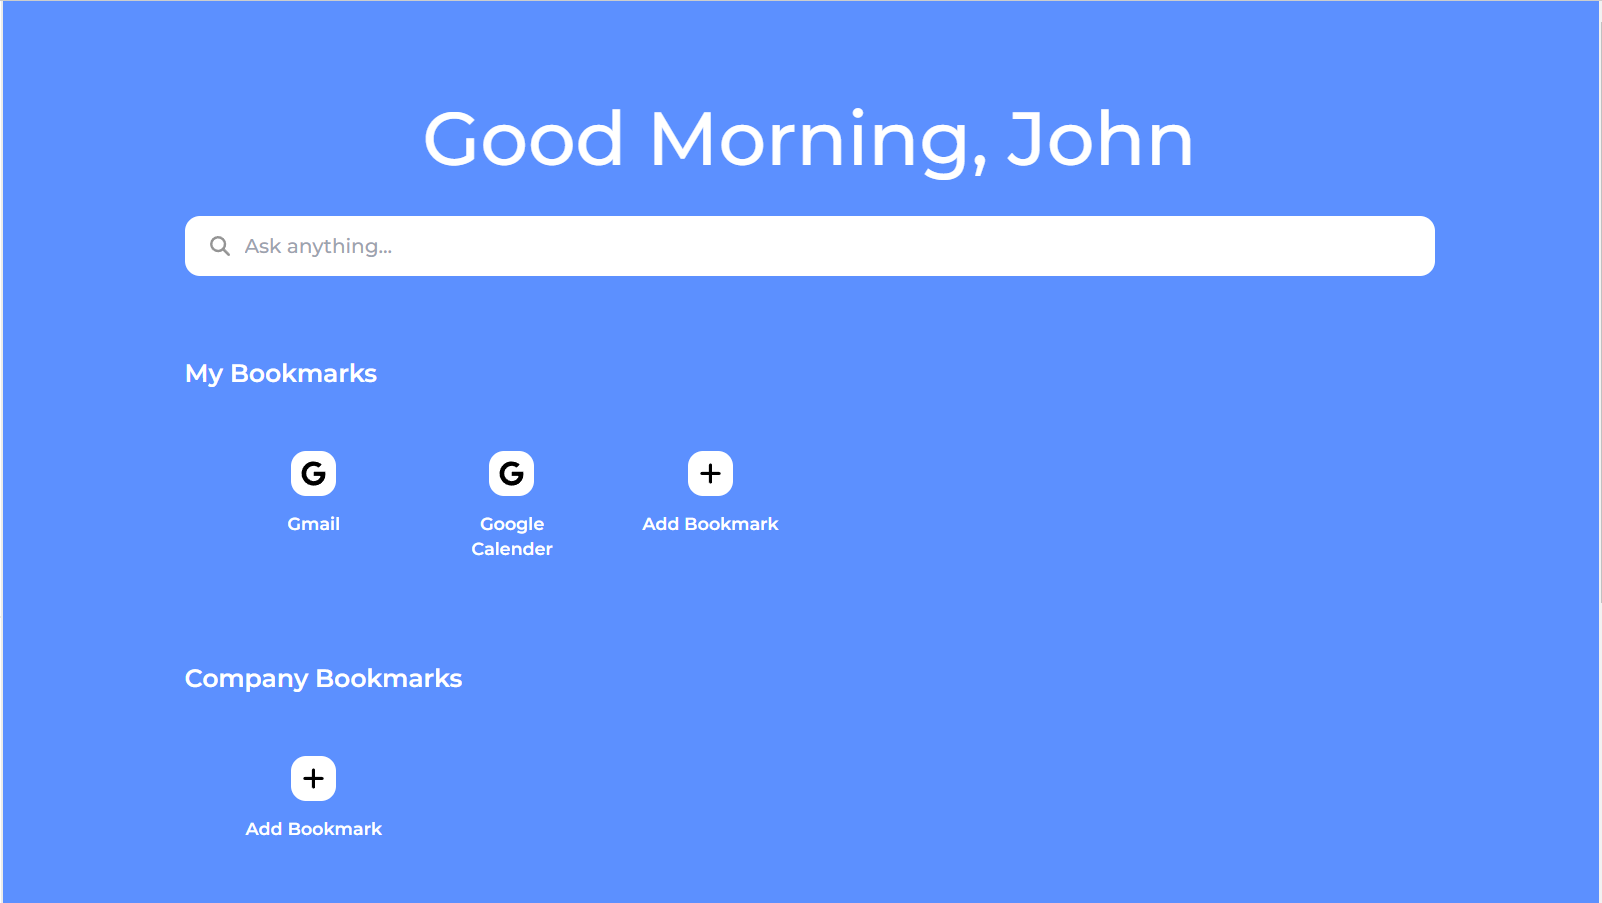 Good Morning, John
Ask anything...
My Bookmarks
Gmail
Google
Calender
Add Bookmark
Company Bookmarks
Add Bookmark